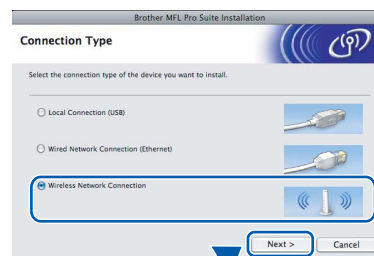 Brother MFL Pro Suite Installation
Connection Type
Select the connection type of the device you want to install.
Local Connection (USB)
Wired Network Connection (Ethernet)
Wireless Network Connection
Next >
Cancel